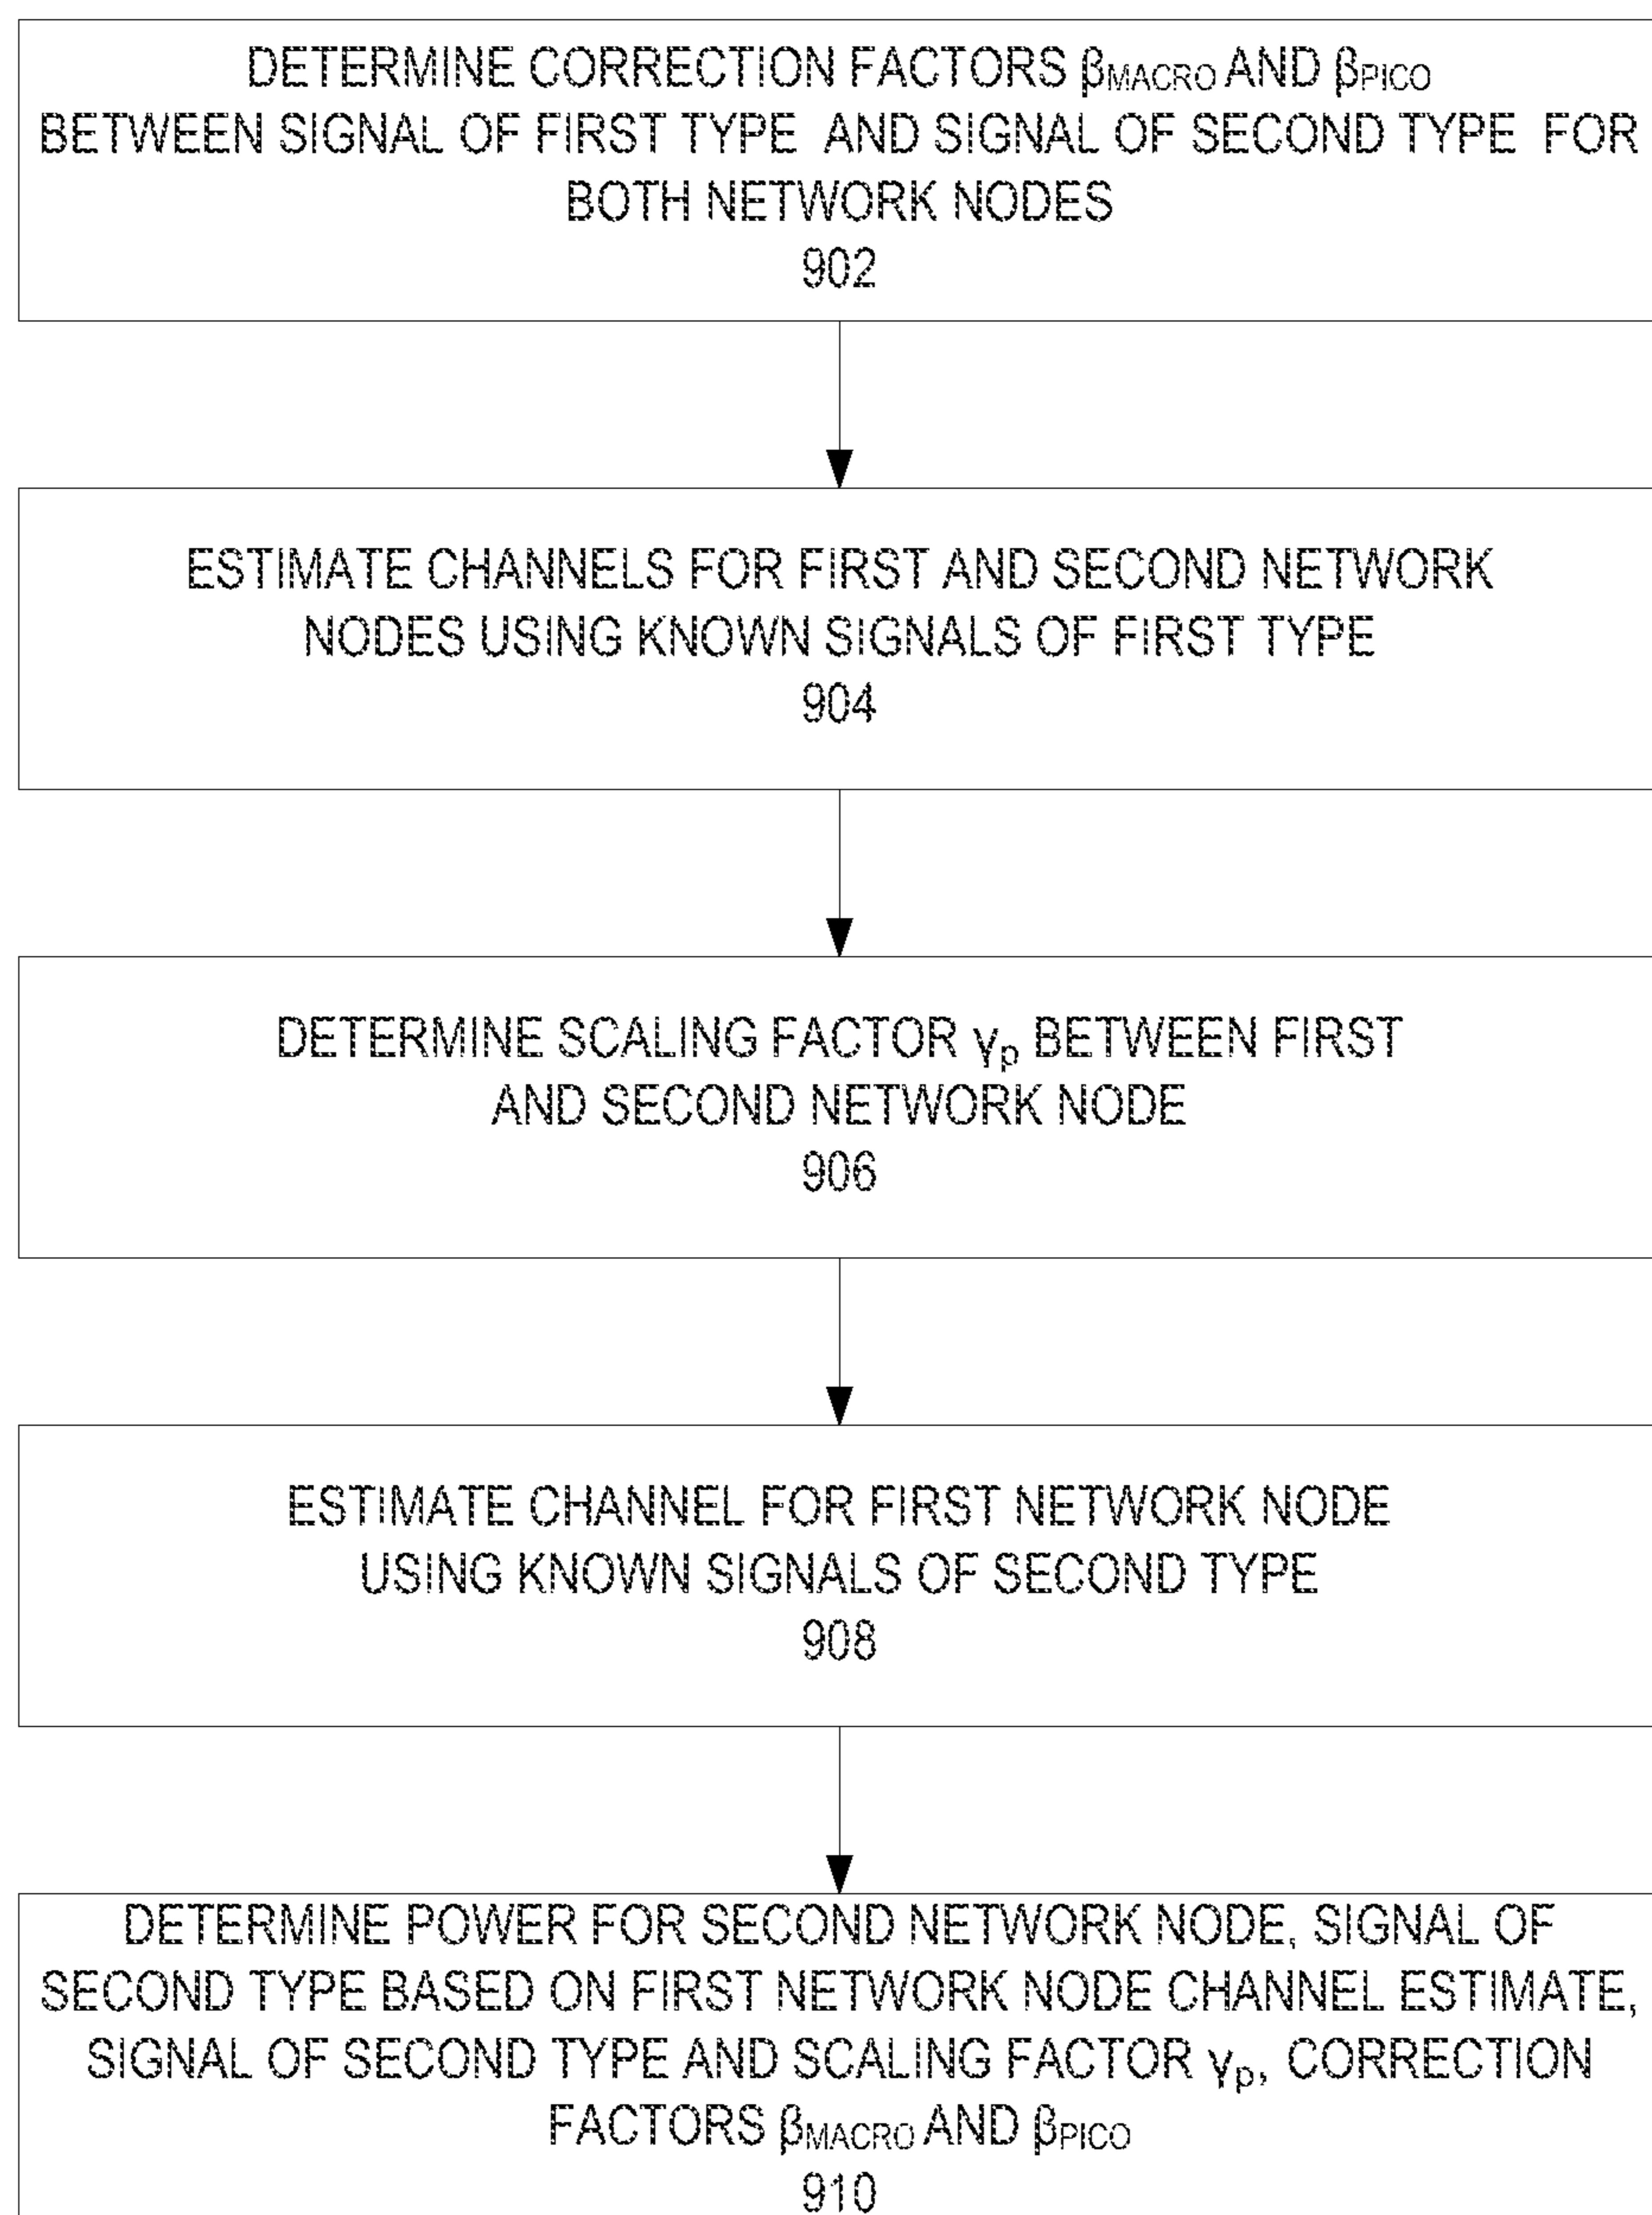 DETERMINE CORRECTION FACTORS βMACRO AND βPICO
BETWEEN SIGNAL OF FIRST TYPE AND SIGNAL OF SECOND TYPE FOR
BOTH NETWORK NODES
902
ESTIMATE CHANNELS FOR FIRST AND SECOND NETWORK
NODES USING KNOWN SIGNALS OF FIRST TYPE
904
DETERMINE SCALING FACTOR γp BETWEEN FIRST
AND SECOND NETWORK NODE
906
ESTIMATE CHANNEL FOR FIRST NETWORK NODE
USING KNOWN SIGNALS OF SECOND TYPE
908
DETERMINE POWER FOR SECOND NETWORK NODE, SIGNAL OF
SECOND TYPE BASED ON FIRST NETWORK NODE CHANNEL ESTIMATE,
SIGNAL OF SECOND TYPE AND SCALING FACTOR γp, CORRECTION
FACTORS βMACRO AND βPICO
910